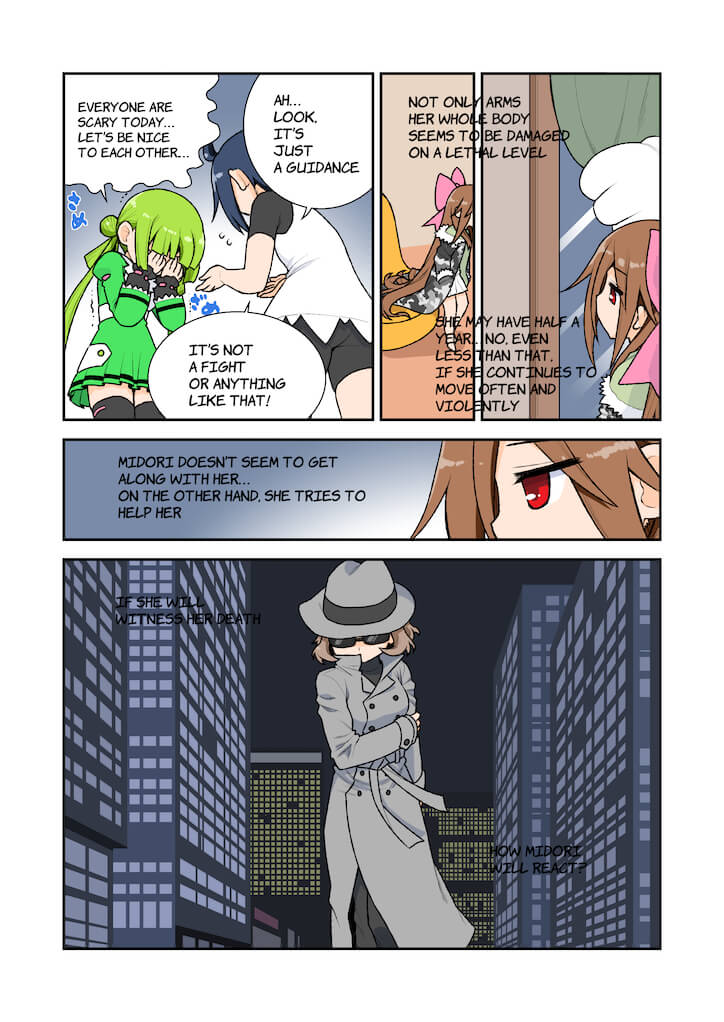 EVERYONE ARE
SCARY TODAY...
LET'S BE NICE
TO EACH OTHER...
AH...
LOOK,
IT'S
JUST
A GUIDANCE
さめ
IT'S NOT
A FIGHT
OR ANYTHING
LIKE THAT!
NOT ONLY ARMS
HER WHOLE BODY
SEEMS TO BE DAMAGED
ON A LETHAL LEVEL
SHE MAY HAVE HALF A
YEAR.. NO, EVEN
LESS THAN THAT,
IF SHE CONTINUES TO
MOVE OFTEN AND
VIOLENTLY
MIDORI DOESN'T SEEM TO GET
ALONG WITH HER...
ON THE OTHER HAND, SHE TRIES TO
HELP HER
IF SHE WILL
WITNESS HER DEATH
HOW MIDORI
WILL REACT?